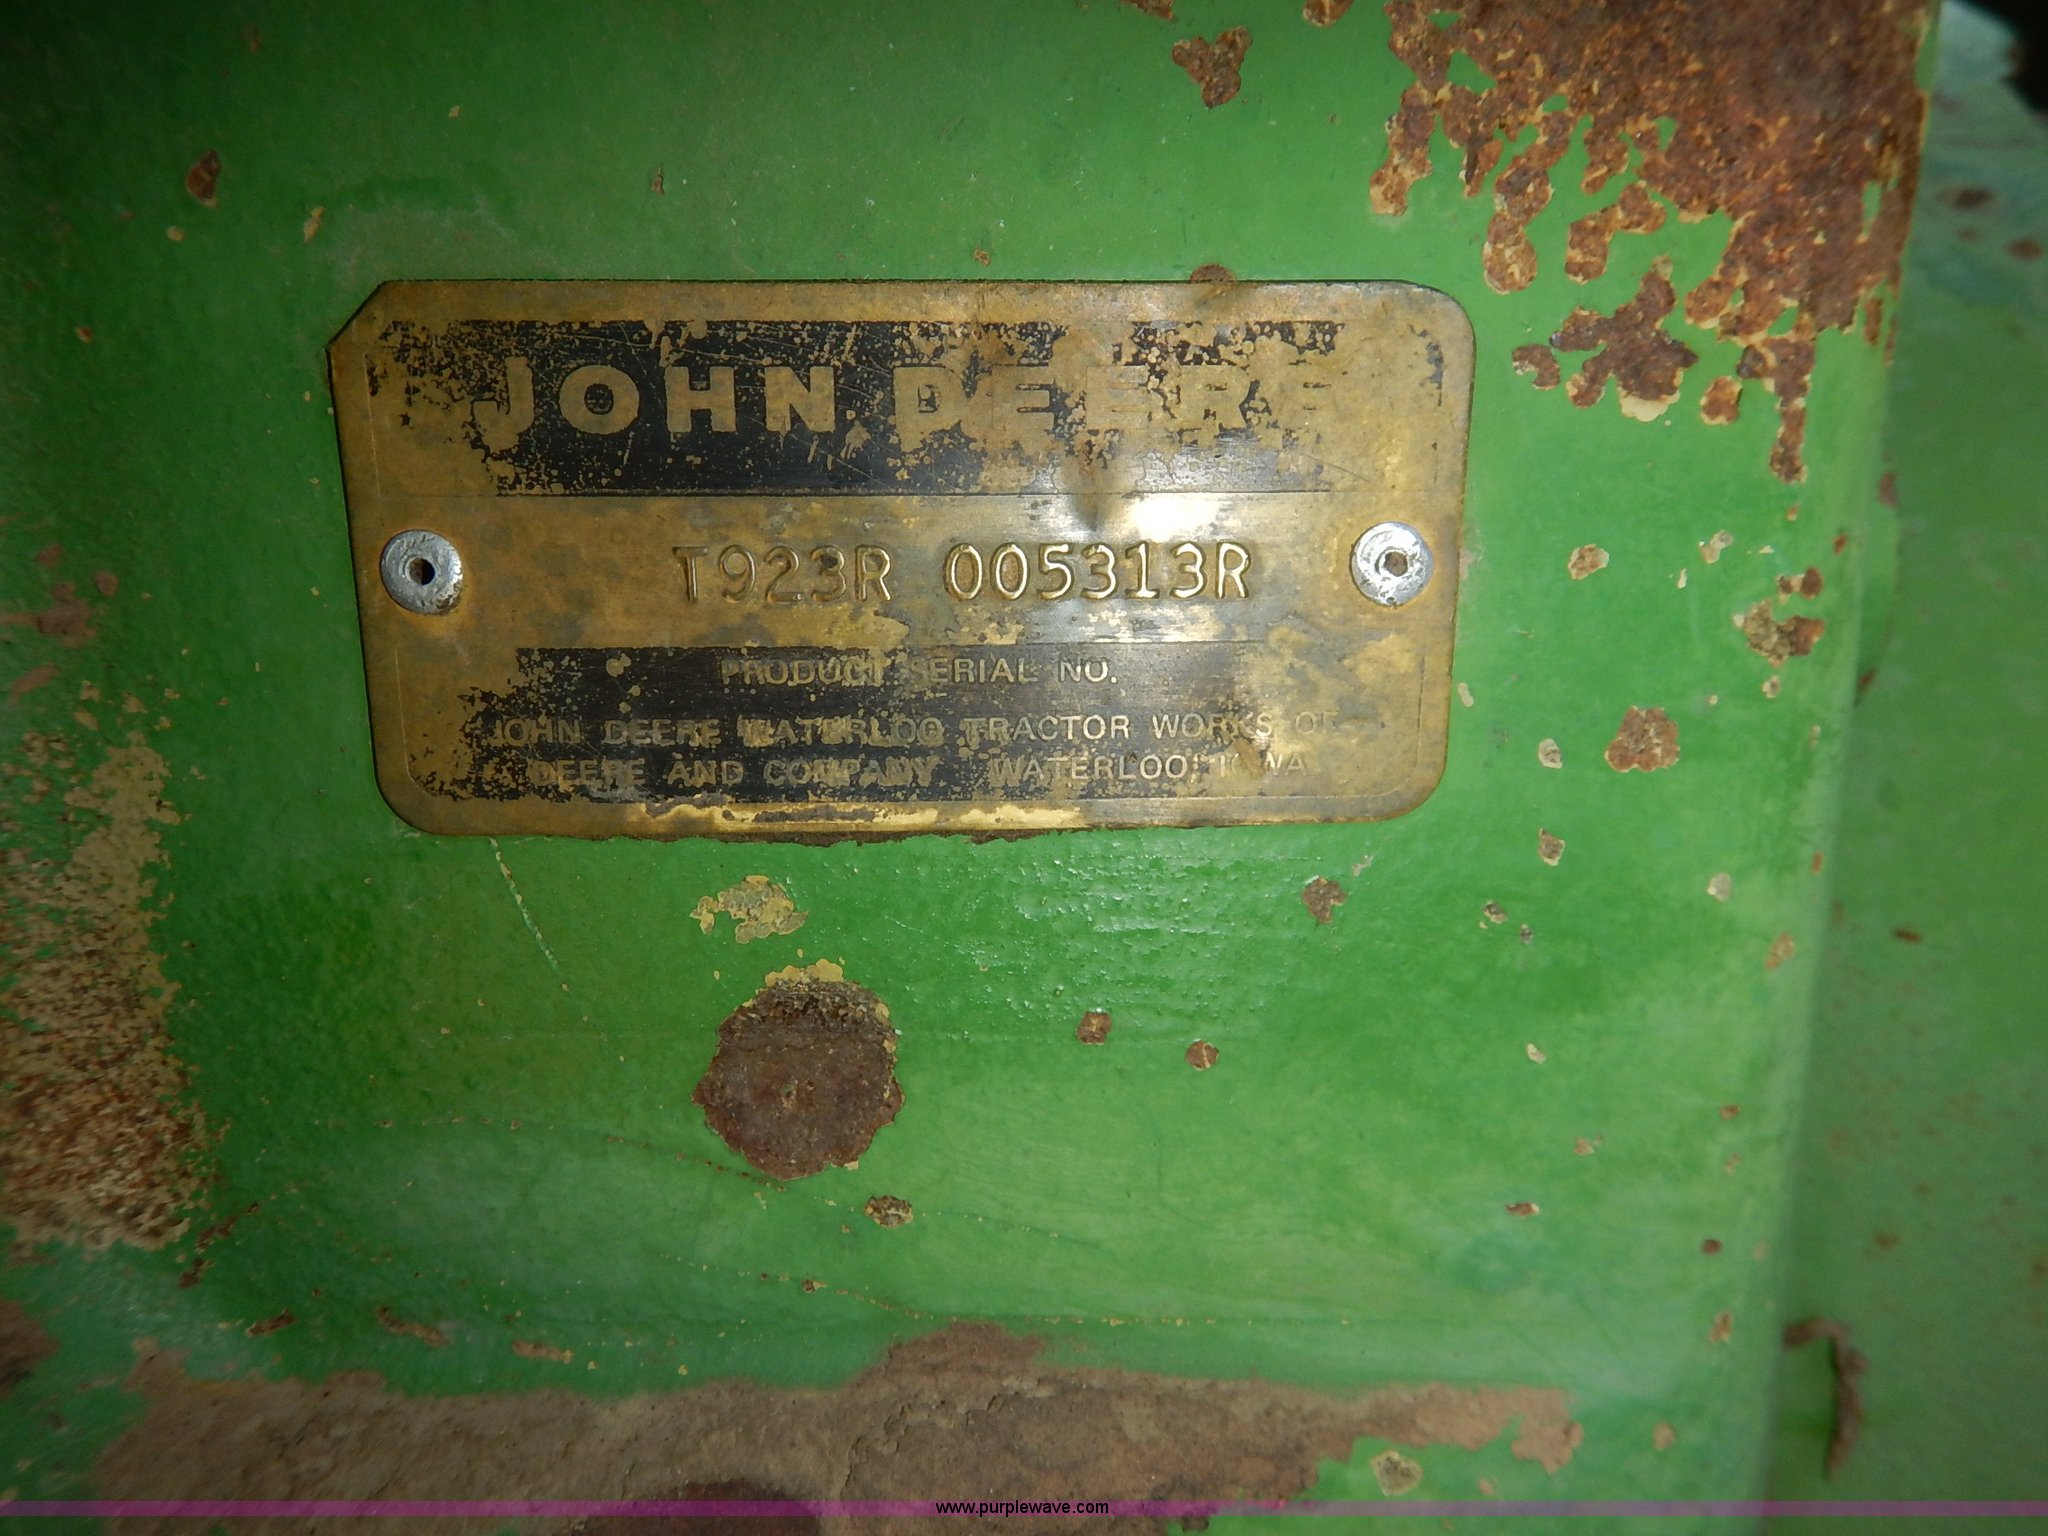 JOHN DEERE
T923R 005313R
PRODUCT SERIAL NO.
JOHN DEERE WATERLOO TRACTOR WORKS OF
DEERE AND COMPANY WATERLOO, IOWA
www.purplewave.com